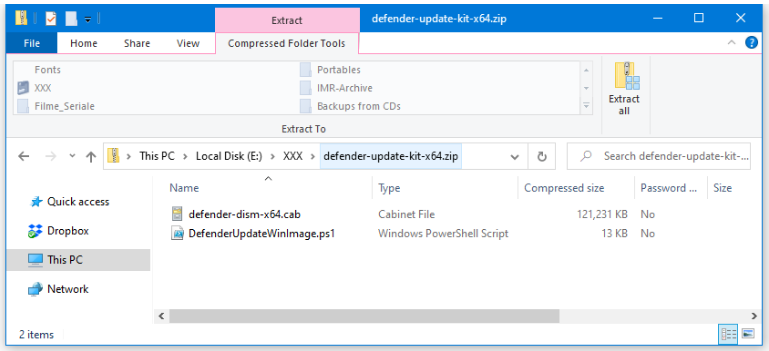 Extract
defender-update-kit-x64.zip
File
Home
Share
View
Compressed Folder Tools
Fonts
Portables
XXX
IMR-Archive
Filme_Seriale
Backups from CDs
Extract all
Extract To
This PC > Local Disk (E:) > XXX > defender-update-kit-x64.zip
Search defender-update-kit-...
Name
Type
Compressed size
Password ...
Size
Quick access
Dropbox
This PC
Network
defender-dism-x64.cab
Cabinet File
121,231 KB
No
DefenderUpdateWinImage.ps1
Windows PowerShell Script
13 KB
No
2 items